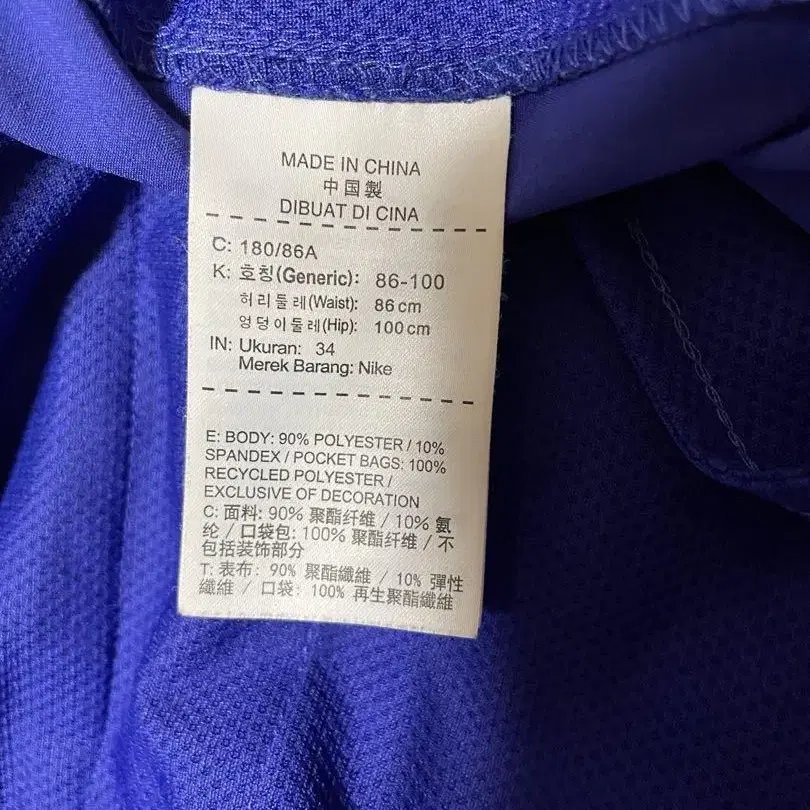 MADE IN CHINA
中国製
DIBUAT DI CINA
C: 180/86A
K: 호칭(Generic): 86-100
허리둘레(Waist): 86cm
엉덩이둘레(Hip): 100cm
IN: Ukuran: 34
Merek Barang: Nike
E: BODY: 90% POLYESTER / 10%
SPANDEX / POCKET BAGS: 100%
RECYCLED POLYESTER /
EXCLUSIVE OF DECORATION
C: 面料: 90% 聚酯纤维 / 10% 氨
纶 / 口袋包: 100% 聚酯纤维 / 不
包括装饰部分
T: 表布: 90% 聚酯纖維 / 10% 彈性
纖維 / 口袋: 100% 再生聚酯纖維